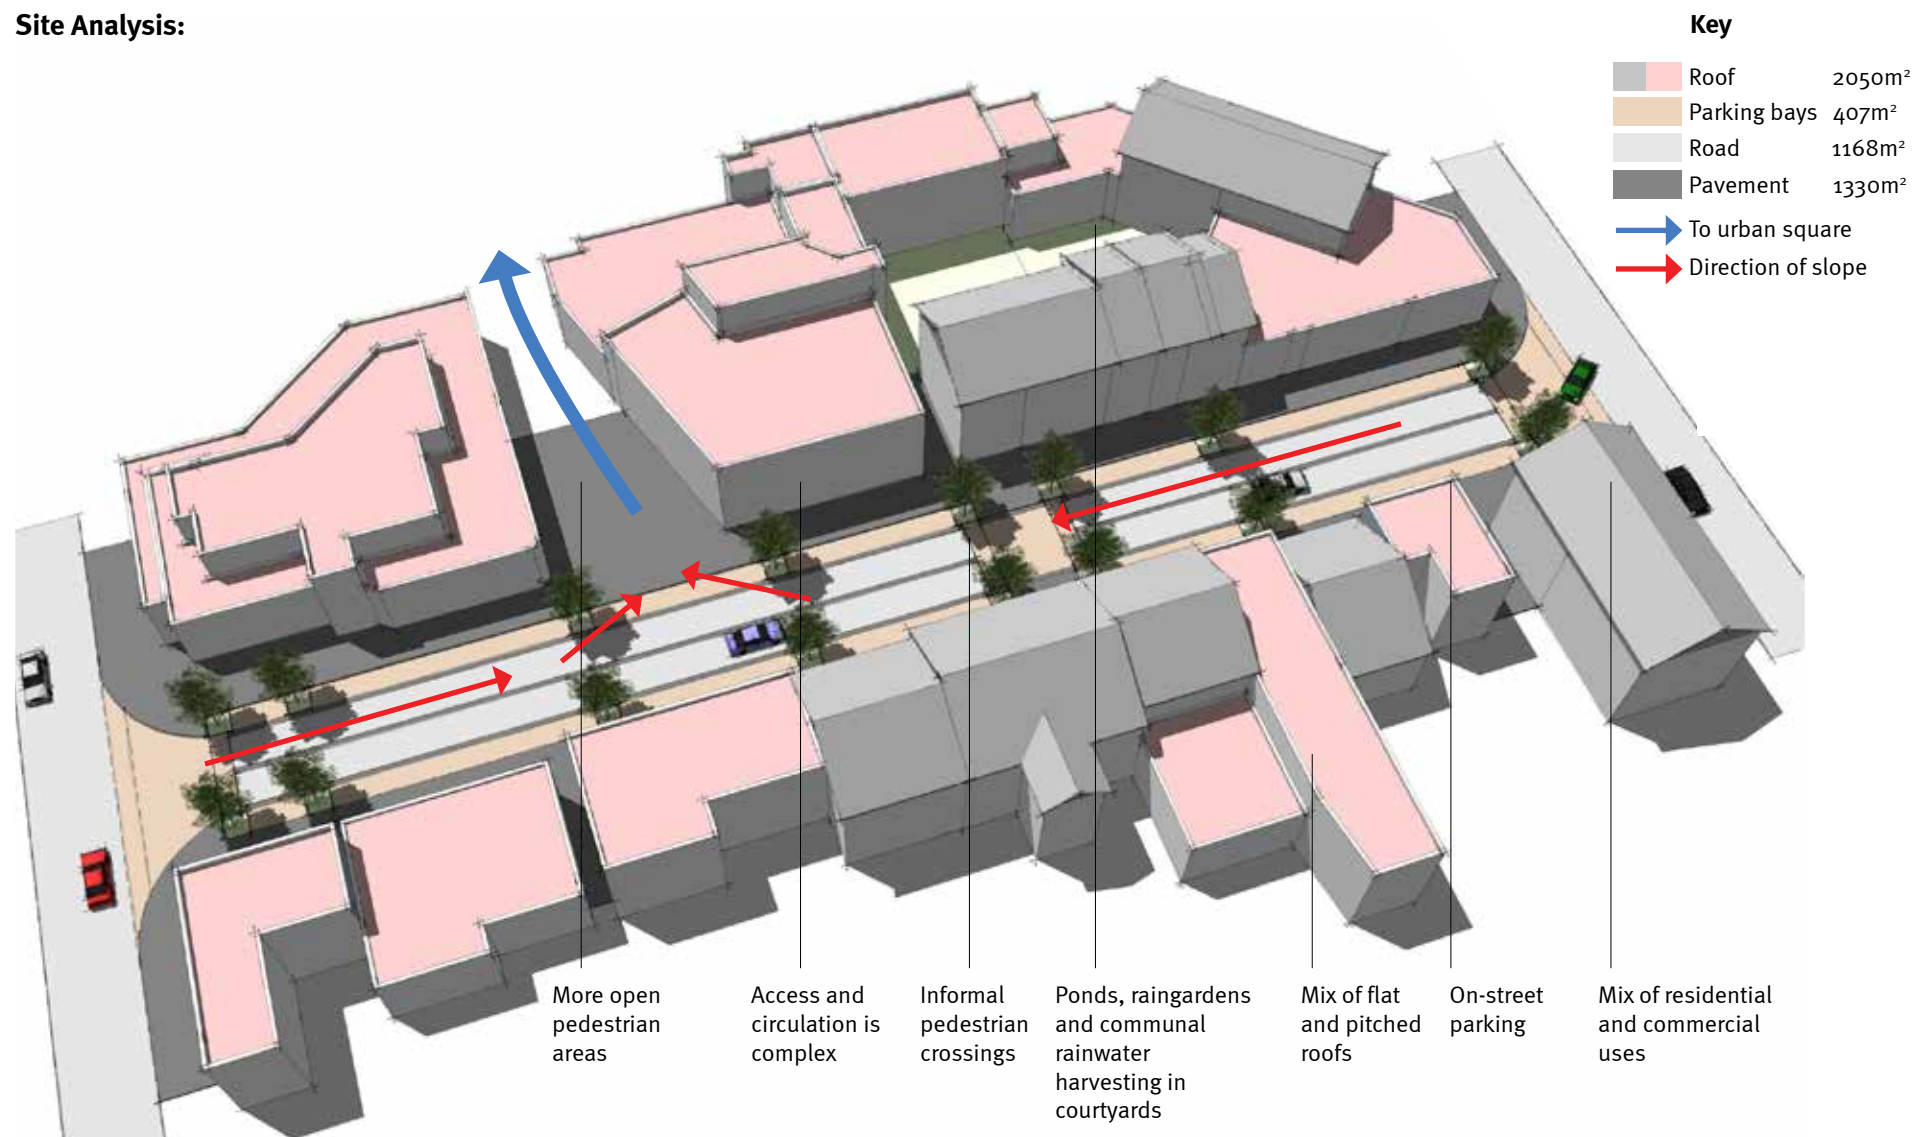 Site Analysis:
Key
Roof 2050m²
Parking bays 407m²
Road 1168m²
Pavement 1330m²
To urban square
Direction of slope
More open
pedestrian
areas
Access and
circulation is
complex
Informal
pedestrian
crossings
Ponds, raingardens
and communal
rainwater
harvesting in
courtyards
Mix of flat
and pitched
roofs
On-street
parking
Mix of residential
and commercial
uses